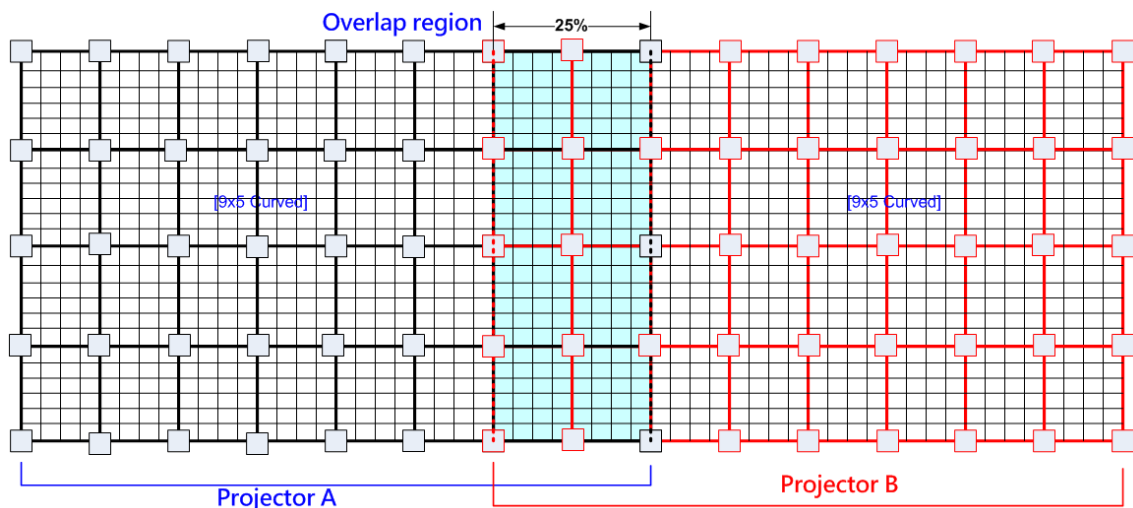 Overlap region
25%
[9x5 Curved]
[9x5 Curved]
Projector A
Projector B